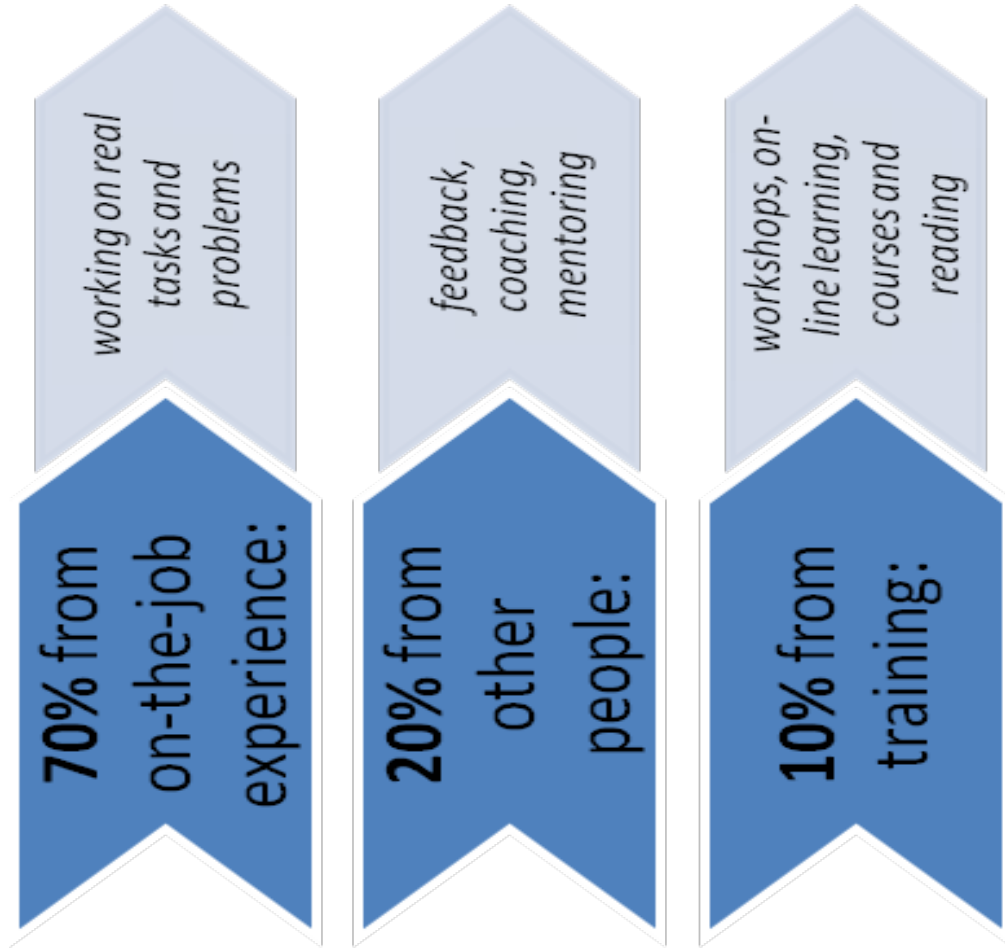 70% from
on-the-job
experience:
working on real
tasks and
problems
20% from
other
people:
feedback,
coaching,
mentoring
10% from
training:
workshops, on-
line learning,
courses and
reading